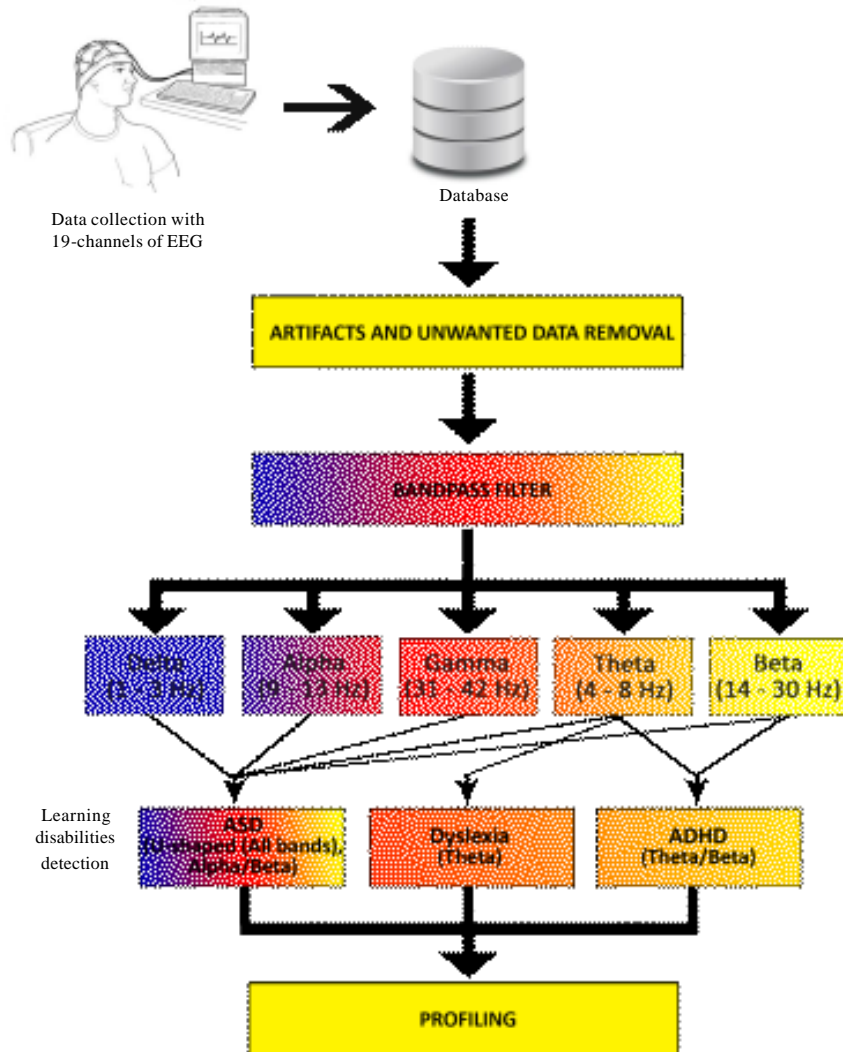 Data collection with
19-channels of EEG
Database
ARTIFACTS AND UNWANTED DATA REMOVAL
BANDPASS FILTER
Delta
(1 - 3 Hz)
Alpha
(9 - 13 Hz)
Gamma
(31 - 42 Hz)
Theta
(4 - 8 Hz)
Beta
(14 - 30 Hz)
Learning
disabilities
detection
ASD
(U-shaped (All bands),
Alpha/Beta)
Dyslexia
(Theta)
ADHD
(Theta/Beta)
PROFILING